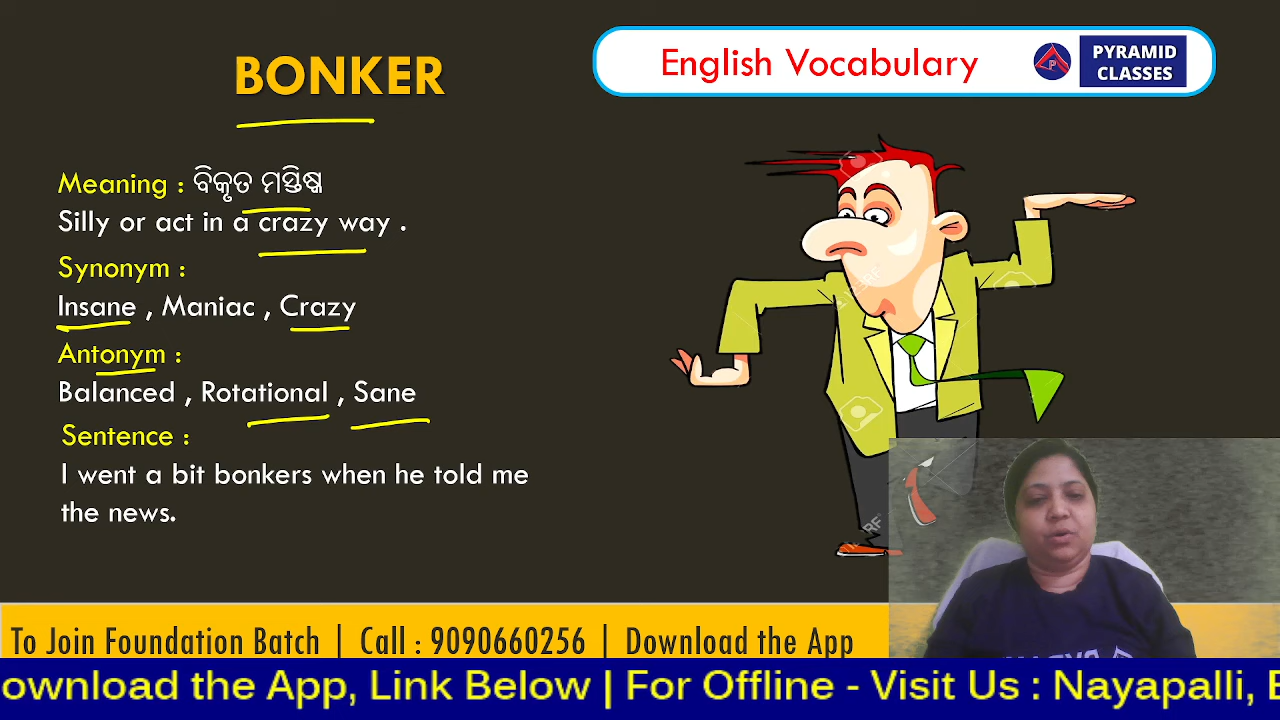 BONKER
English Vocabulary
PYRAMID
CLASSES
Meaning : ବିକୃତ ମସ୍ତିଷ୍କ
Silly or act in a crazy way .
Synonym :
Insane , Maniac , Crazy
Antonym :
Balanced , Rotational , Sane
Sentence :
I went a bit bonkers when he told me
the news.
To Join Foundation Batch | Call : 9090660256 | Download the App
ownload the App, Link Below | For Offline - Visit Us : Nayapalli,